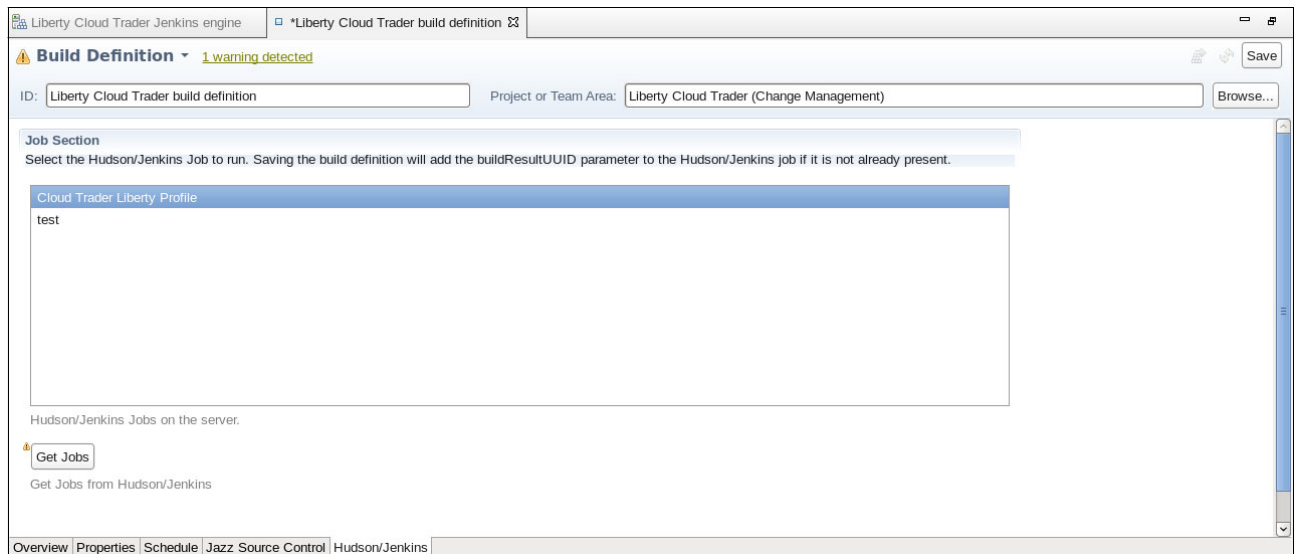 Liberty Cloud Trader Jenkins engine
*Liberty Cloud Trader build definition
Build Definition
1 warning detected
Save
ID:
Liberty Cloud Trader build definition
Project or Team Area:
Liberty Cloud Trader (Change Management)
Browse...
Job Section
Select the Hudson/Jenkins Job to run. Saving the build definition will add the buildResultUUID parameter to the Hudson/Jenkins job if it is not already present.
Cloud Trader Liberty Profile
test
Hudson/Jenkins Jobs on the server.
Get Jobs
Get Jobs from Hudson/Jenkins
Overview
Properties
Schedule
Jazz Source Control
Hudson/Jenkins